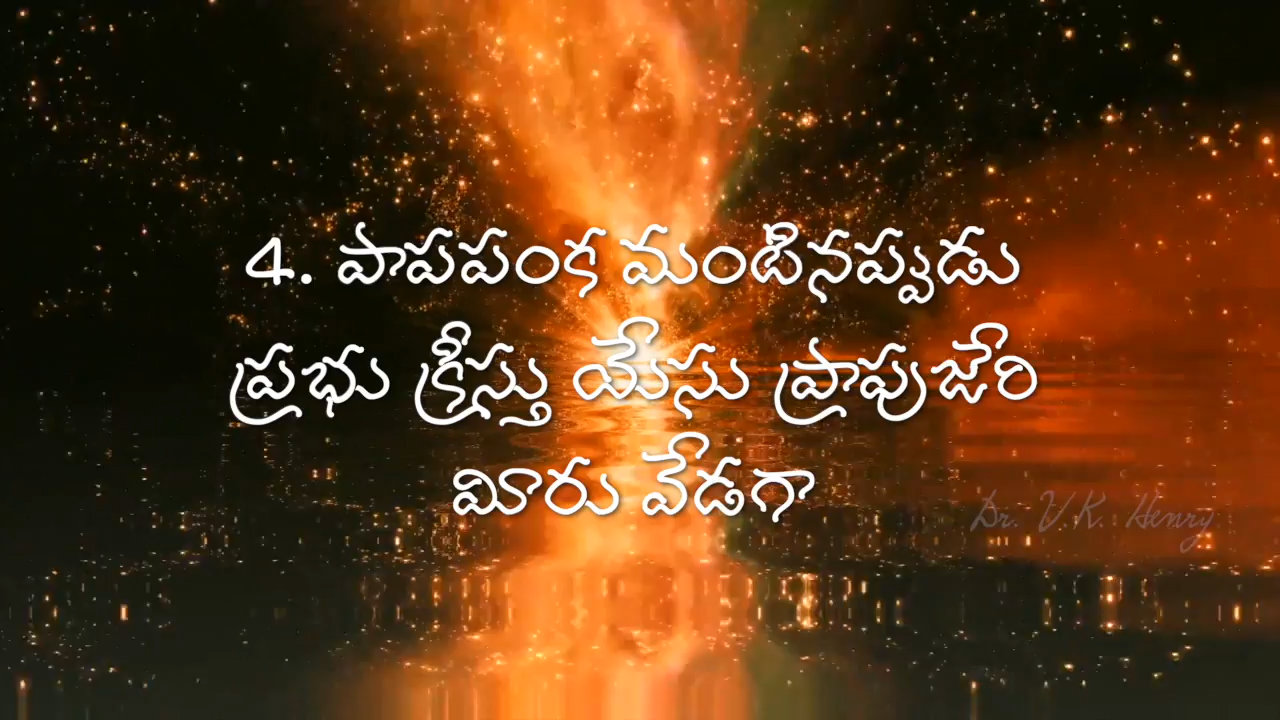 4. పాపపంక మంటినప్పుడు
ప్రభు క్రీస్తు యేసు ప్రాపుజేరి
మీరు వేడగా
Dr. V.K. Henry